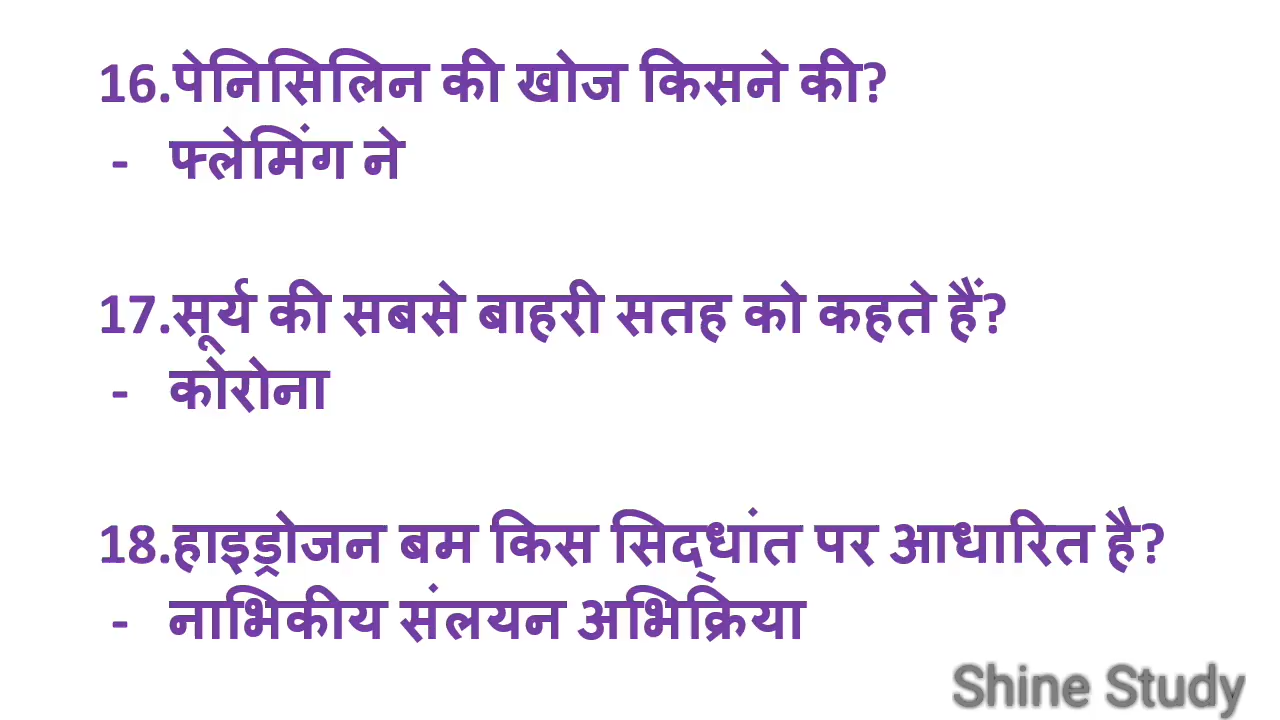 16.पेनिसिलिन की खोज किसने की?
- फ्लेमिंग ने
17.सूर्य की सबसे बाहरी सतह को कहते हैं?
- कोरोना
18.हाइड्रोजन बम किस सिद्धांत पर आधारित है?
- नाभिकीय संलयन अभिक्रिया
Shine Study